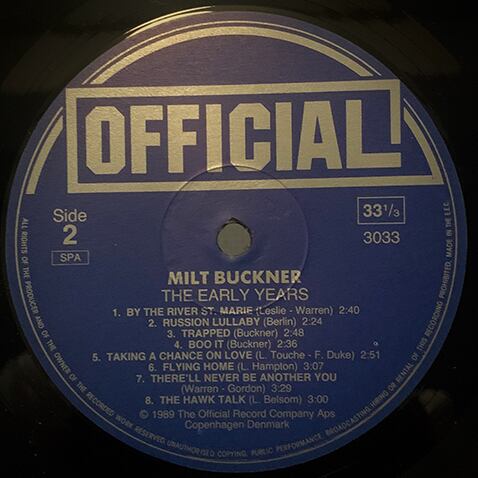 OFFICIAL
Side
2
SPA
33 1/3
3033
MILT BUCKNER
THE EARLY YEARS
1. BY THE RIVER ST. MARIE (Leslie - Warren) 2:40
2. RUSSION LULLABY (Berlin) 2:24
3. TRAPPED (Buckner) 2:48
4. BOO IT (Buckner) 2:36
5. TAKING A CHANCE ON LOVE (L. Touche - F. Duke) 2:51
6. FLYING HOME (L. Hampton) 3:07
7. THERE'LL NEVER BE ANOTHER YOU
(Warren - Gordon) 3:29
8. THE HAWK TALK (L. Belsom) 3:00
© 1989 The Official Record Company Aps
Copenhagen Denmark
ALL RIGHTS OF THE PRODUCER AND OF THE OWNER OF THE RECORDED WORK RESERVED. UNAUTHORISED COPYING, PUBLIC PERFORMANCE, BROADCASTING, HIRING OR RENTAL OF THIS RECORDING PROHIBITED. MADE IN THE E.E.C.